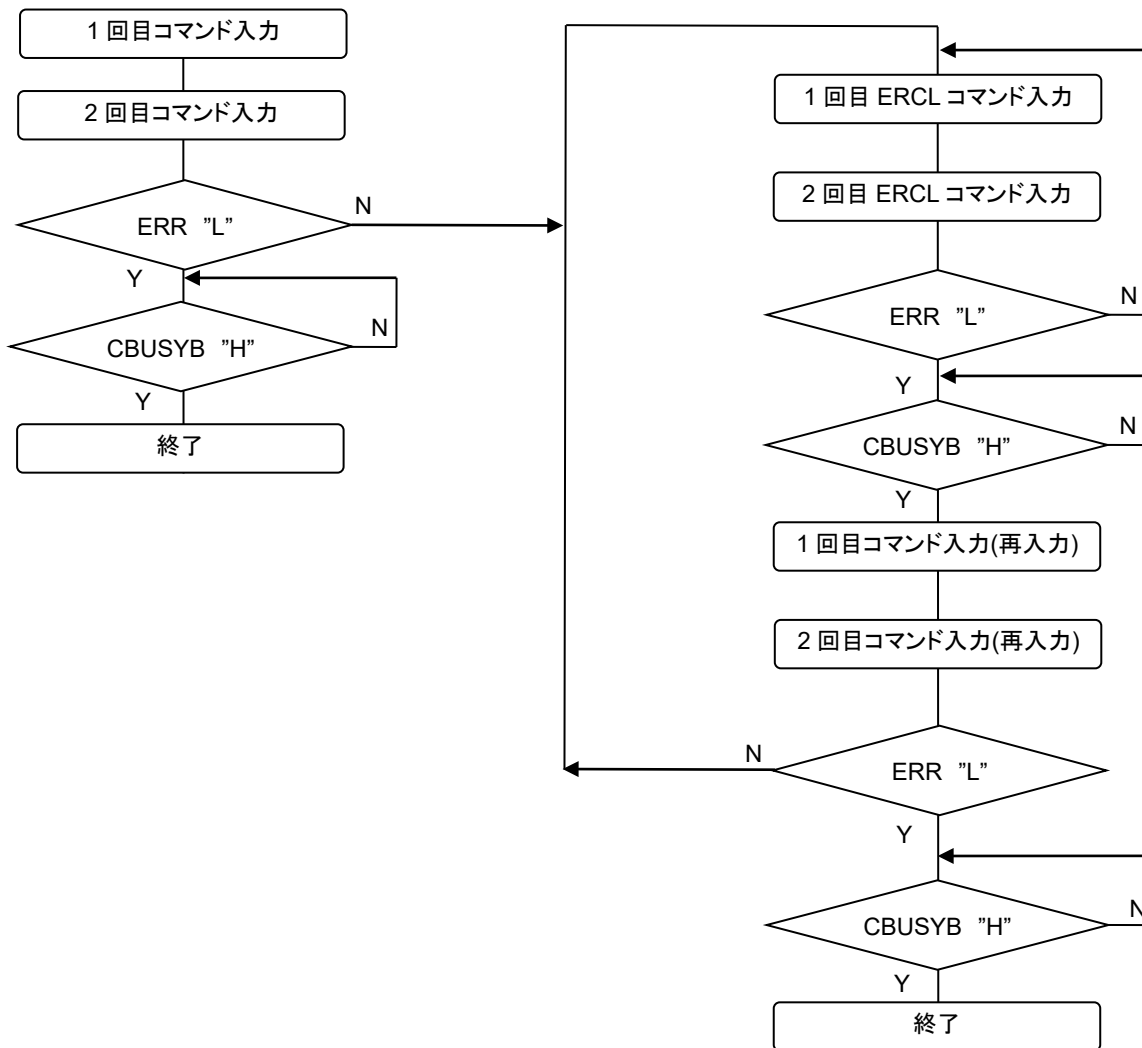 1 回目コマンド入力
2 回目コマンド入力
ERR ”L”
N
Y
CBUSYB ”H”
N
Y
終了
1 回目 ERCL コマンド入力
2 回目 ERCL コマンド入力
ERR ”L”
N
Y
CBUSYB ”H”
N
Y
1 回目コマンド入力(再入力)
2 回目コマンド入力(再入力)
N
ERR ”L”
Y
CBUSYB ”H”
N
Y
終了